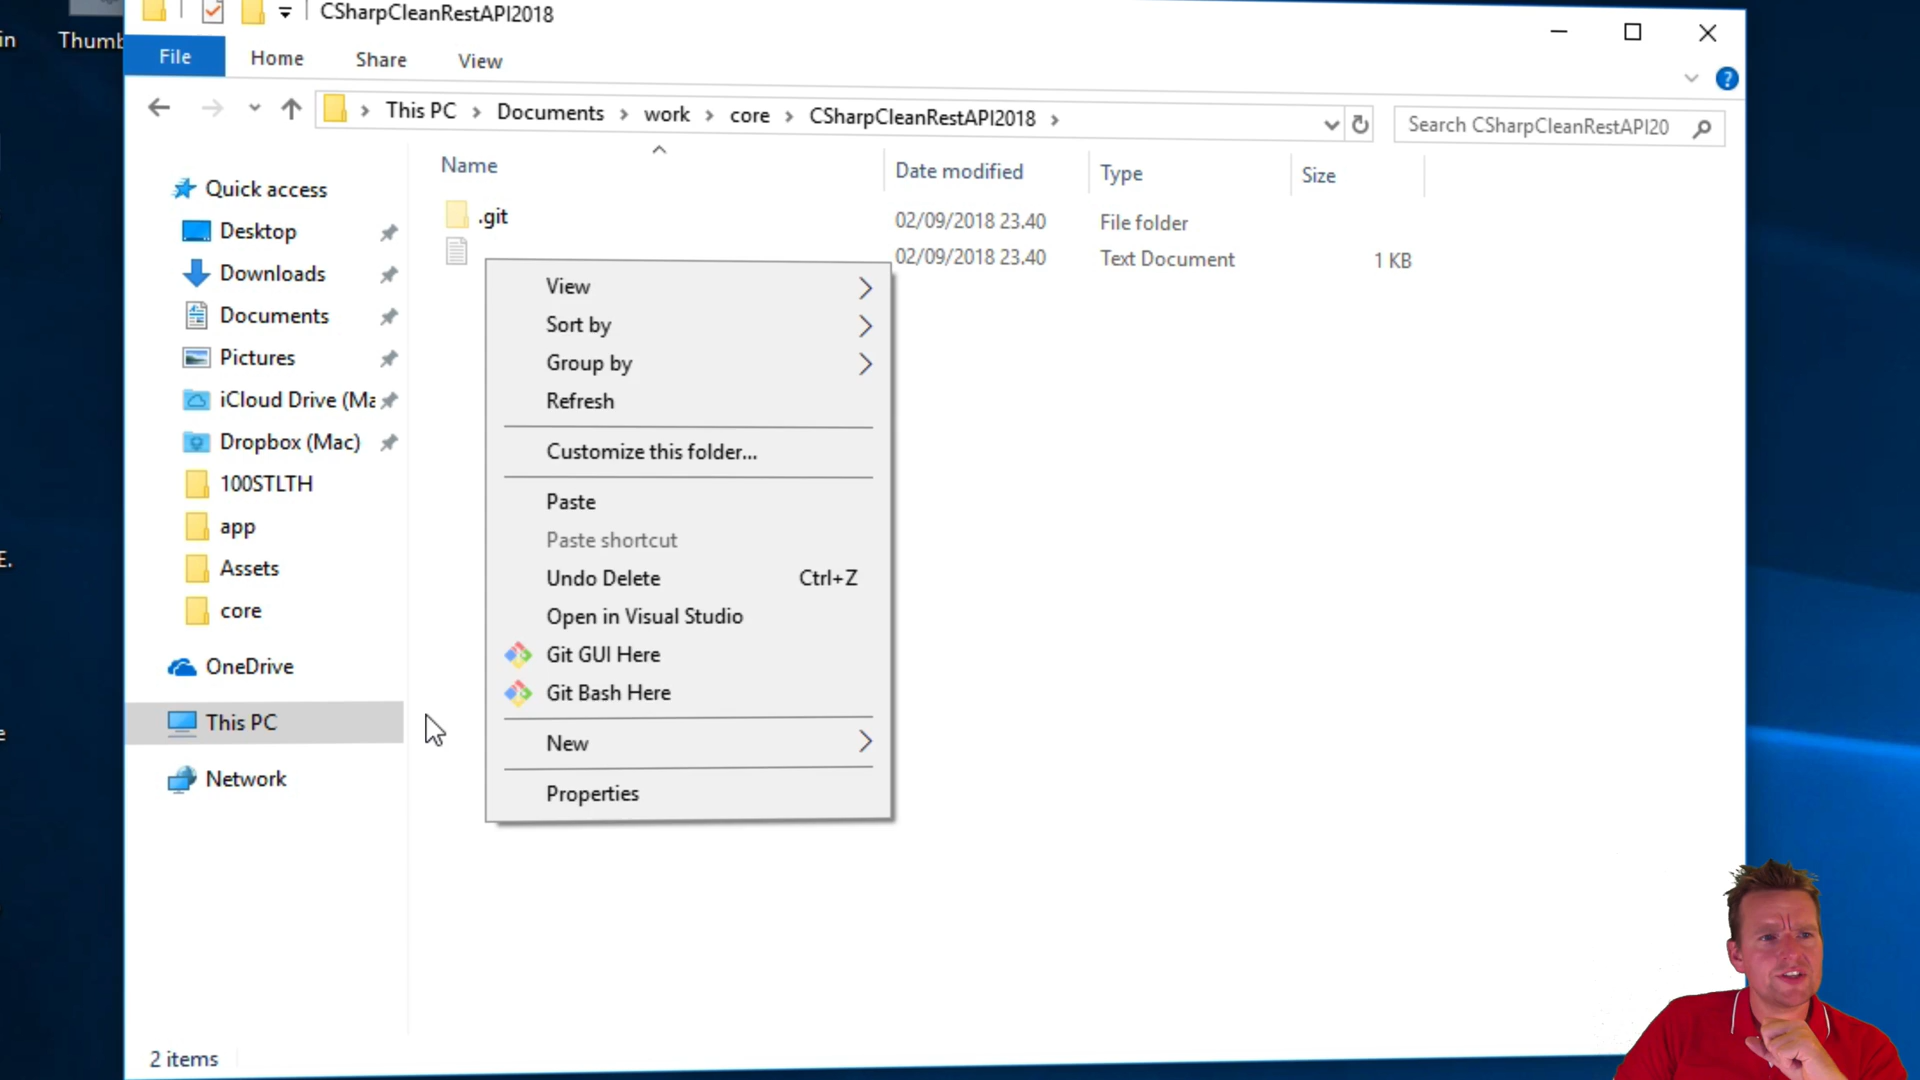 CSharpCleanRestAPI2018
in
Thumb
File Home Share View
?
This PC > Documents > work > core > CSharpCleanRestAPI2018 >
Search CSharpCleanRestAPI20
Name Date modified Type Size
Quick access
.git 02/09/2018 23.40 File folder
Desktop
02/09/2018 23.40 Text Document 1 KB
Downloads
Documents
Pictures
iCloud Drive (Ma
Dropbox (Mac)
100STLTH
app
Assets
core
OneDrive
This PC
Network
View
Sort by
Group by
Refresh
Customize this folder...
Paste
Paste shortcut
Undo Delete Ctrl+Z
Open in Visual Studio
Git GUI Here
Git Bash Here
New
Properties
E.
e
2 items